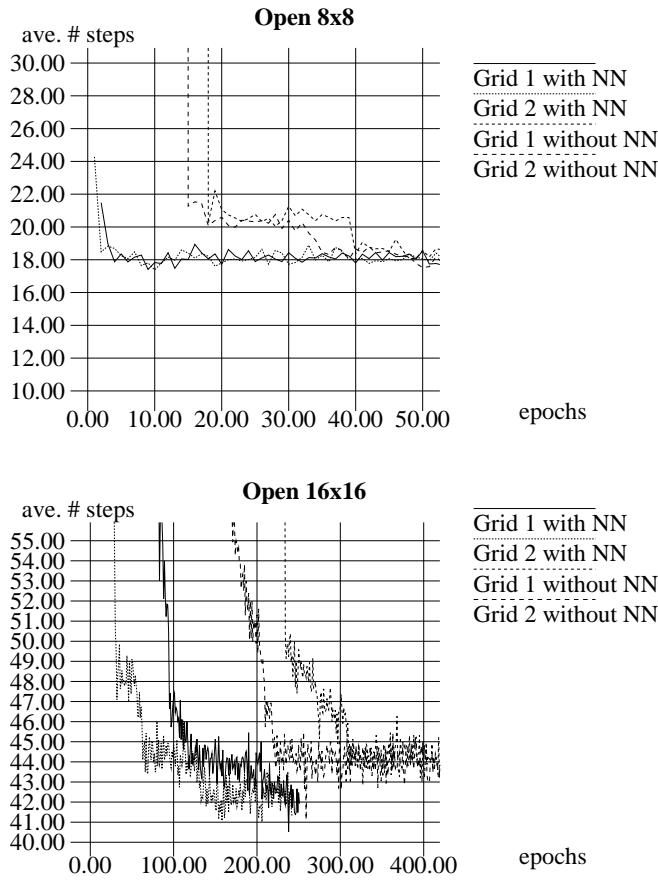 Open 8x8
ave. # steps
30.00
28.00
26.00
24.00
22.00
20.00
18.00
16.00
14.00
12.00
10.00
0.00 10.00 20.00 30.00 40.00 50.00
epochs
Grid 1 with NN
Grid 2 with NN
Grid 1 without NN
Grid 2 without NN
Open 16x16
ave. # steps
55.00
54.00
53.00
52.00
51.00
50.00
49.00
48.00
47.00
46.00
45.00
44.00
43.00
42.00
41.00
40.00
0.00 100.00 200.00 300.00 400.00
epochs
Grid 1 with NN
Grid 2 with NN
Grid 1 without NN
Grid 2 without NN